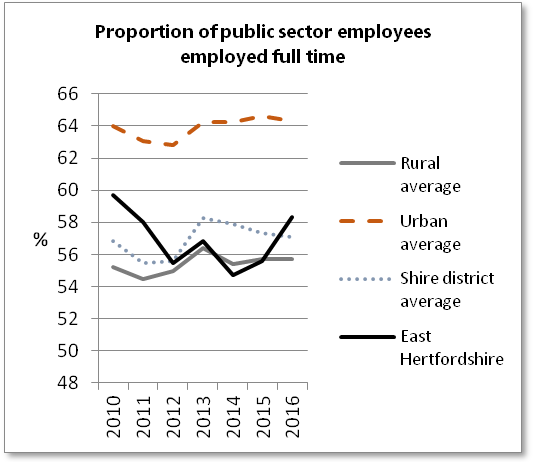 Proportion of public sector employees
employed full time
66
64
62
60
58
56
54
52
50
48
%
2010
2011
2012
2013
2014
2015
2016
Rural
average
Urban
average
Shire district
average
East
Hertfordshire